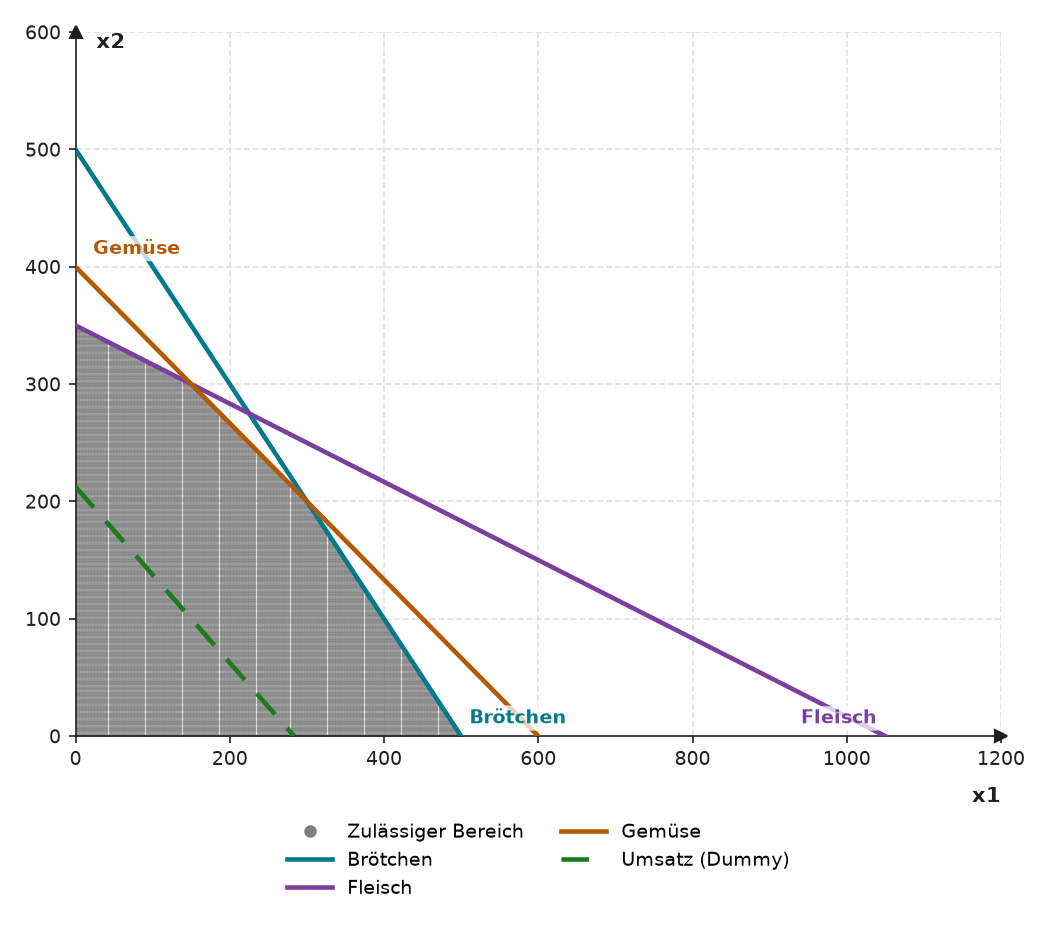 600
x2
500
Gemüse
400
300
200
100
Brötchen
Fleisch
0
0 200 400 600 800 1000 1200
x1
Zulässiger Bereich
Brötchen
Fleisch
Gemüse
Umsatz (Dummy)